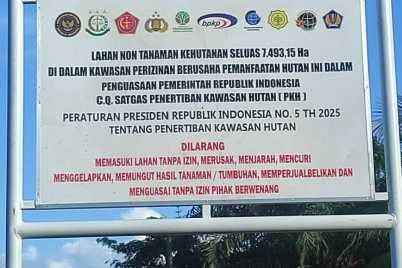 bpkp
LAHAN NON TANAMAN KEHUTANAN SELUAS 7.493,15 Ha
DI DALAM KAWASAN PERIZINAN BERUSAHA PEMANFAATAN HUTAN INI DALAM
PENGUASAAN PEMERINTAH REPUBLIK INDONESIA
C.Q. SATGAS PENERTIBAN KAWASAN HUTAN ( PKH )
PERATURAN PRESIDEN REPUBLIK INDONESIA NO. 5 TH 2025
TENTANG PENERTIBAN KAWASAN HUTAN
DILARANG
MEMASUKI LAHAN TANPA IZIN, MERUSAK, MENJARAH, MENCURI
MENGGELAPKAN, MEMUNGUT HASIL TANAMAN / TUMBUHAN, MEMPERJUALBELIKAN DAN
MENGUASAI TANPA IZIN PIHAK BERWENANG